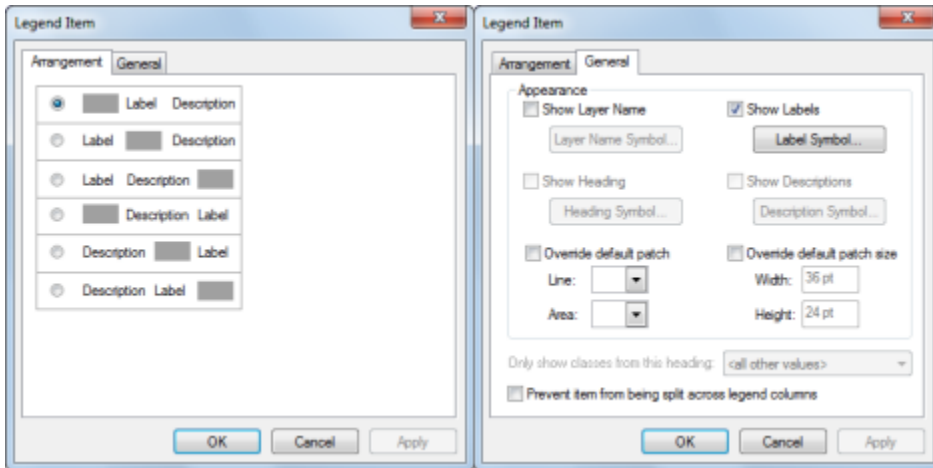 Legend Item
Arrangement General
Label Description
Label Description
Label Description
Description Label
Description Label
Description Label
OK Cancel Apply
Legend Item
Arrangement General
Appearance
Show Layer Name Show Labels
Layer Name Symbol... Label Symbol...
Show Heading Show Descriptions
Heading Symbol... Description Symbol...
Override default patch Override default patch size
Line: Width: 36 pt
Area: Height: 24 pt
Only show classes from this heading: <all other values>
Prevent item from being split across legend columns
OK Cancel Apply